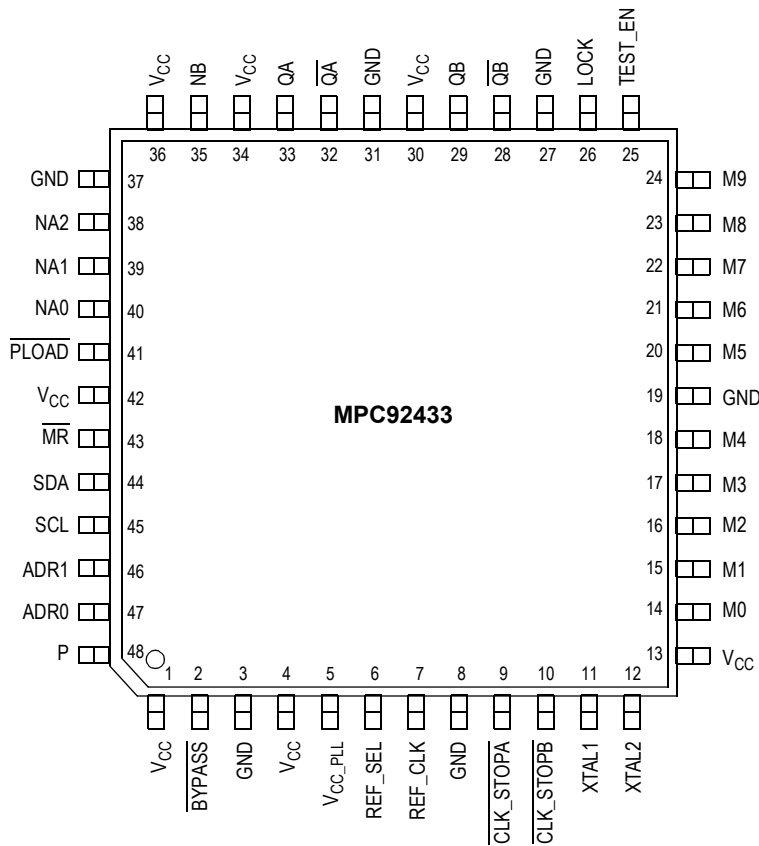 VCC NB VCC QA QA GND VCC QB QB GND LOCK TEST_EN
36 35 34 33 32 31 30 29 28 27 26 25
GND 37 24 M9
NA2 38 23 M8
NA1 39 22 M7
NA0 40 21 M6
PLOAD 41 20 M5
VCC 42 19 GND
MPC92433
MR 43 18 M4
SDA 44 17 M3
SCL 45 16 M2
ADR1 46 15 M1
ADR0 47 14 M0
P 48 13 VCC
1 2 3 4 5 6 7 8 9 10 11 12
VCC BYPASS GND VCC VCC_PLL REF_SEL REF_CLK GND CLK_STOPA CLK_STOPB XTAL1 XTAL2